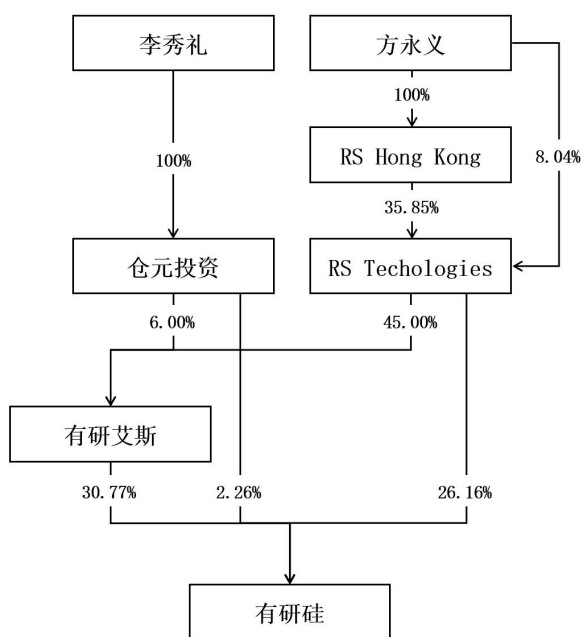 李秀礼
方永义
100%
100%
RS Hong Kong
8.04%
35.85%
仓元投资
RS Techologies
6.00%
45.00%
有研艾斯
30.77%
2.26%
26.16%
有研硅